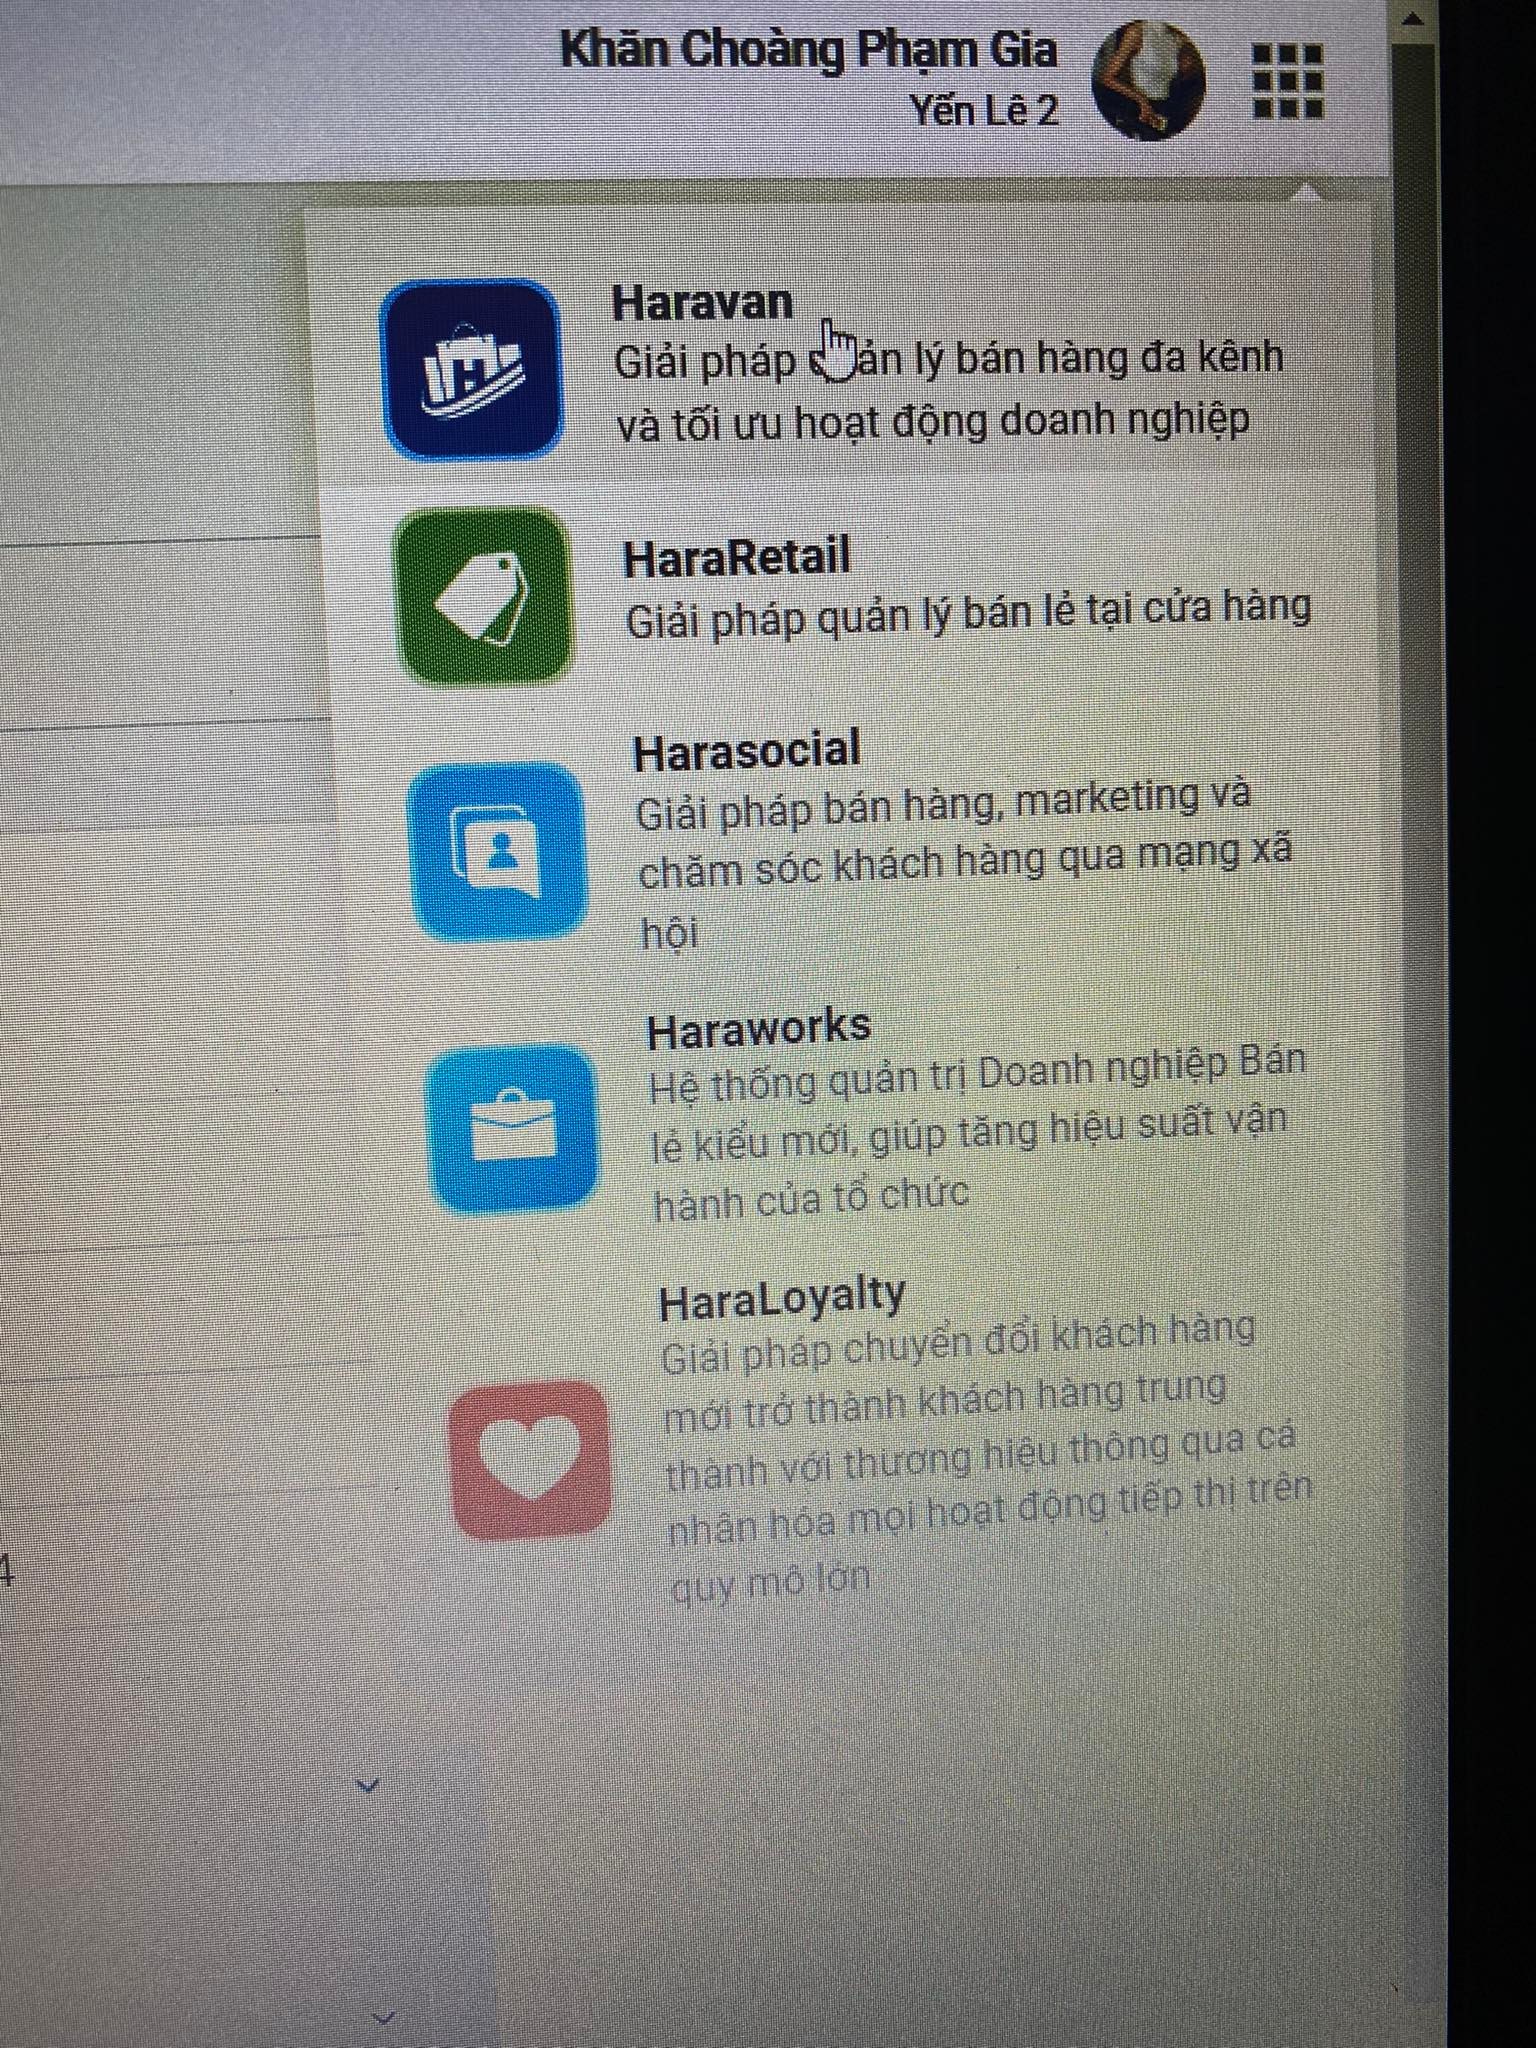 Khăn Choàng Phạm Gia
Yến Lê 2
Haravan
Giải pháp quản lý bán hàng đa kênh
và tối ưu hoạt động doanh nghiệp
HaraRetail
Giải pháp quản lý bán lẻ tại cửa hàng
Harasocial
Giải pháp bán hàng, marketing và
chăm sóc khách hàng qua mạng xã
hội
Haraworks
Hệ thống quản trị Doanh nghiệp Bán
lẻ kiểu mới, giúp tăng hiệu suất vận
hành của tổ chức
HaraLoyalty
Giải pháp chuyển đổi khách hàng
mới trở thành khách hàng trung
thành với thương hiệu thông qua cá
nhân hóa mọi hoạt động tiếp thị trên
quy mô lớn
4